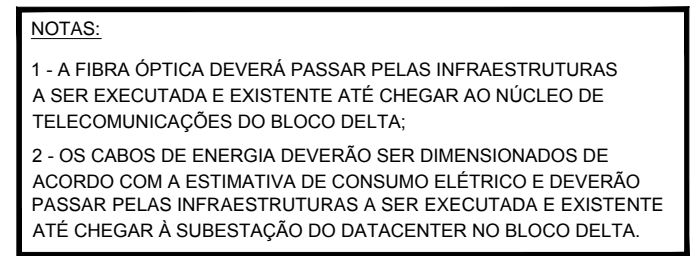 NOTAS:
1 - A FIBRA ÓPTICA DEVERÁ PASSAR PELAS INFRAESTRUTURAS
A SER EXECUTADA E EXISTENTE ATÉ CHEGAR AO NÚCLEO DE
TELECOMUNICAÇÕES DO BLOCO DELTA;
2 - OS CABOS DE ENERGIA DEVERÃO SER DIMENSIONADOS DE
ACORDO COM A ESTIMATIVA DE CONSUMO ELÉTRICO E DEVERÃO
PASSAR PELAS INFRAESTRUTURAS A SER EXECUTADA E EXISTENTE
ATÉ CHEGAR À SUBESTAÇÃO DO DATACENTER NO BLOCO DELTA.